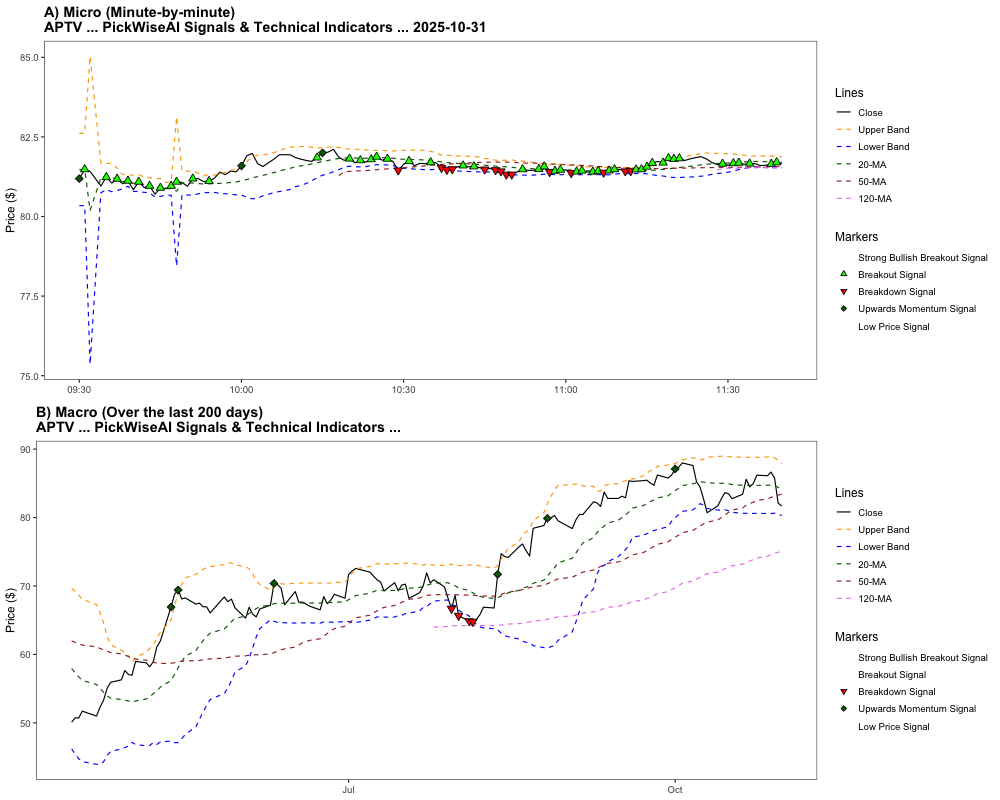 A) Micro (Minute-by-minute)
APTV ... PickWiseAI Signals & Technical Indicators ... 2025-10-31
85.0
82.5
80.0
77.5
75.0
Price ($)
09:30 10:00 10:30 11:00 11:30
Lines
Close
Upper Band
Lower Band
20-MA
50-MA
120-MA
Markers
Strong Bullish Breakout Signal
Breakout Signal
Breakdown Signal
Upwards Momentum Signal
Low Price Signal
B) Macro (Over the last 200 days)
APTV ... PickWiseAI Signals & Technical Indicators ...
90
80
70
60
50
Price ($)
Jul Oct
Lines
Close
Upper Band
Lower Band
20-MA
50-MA
120-MA
Markers
Strong Bullish Breakout Signal
Breakout Signal
Breakdown Signal
Upwards Momentum Signal
Low Price Signal